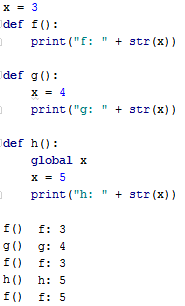 x = 3
def f():
    print("f: " + str(x))
def g():
    x = 4
    print("g: " + str(x))
def h():
    global x
    x = 5
    print("h: " + str(x))
f()  f: 3
g()  g: 4
f()  f: 3
h()  h: 5
f()  f: 5